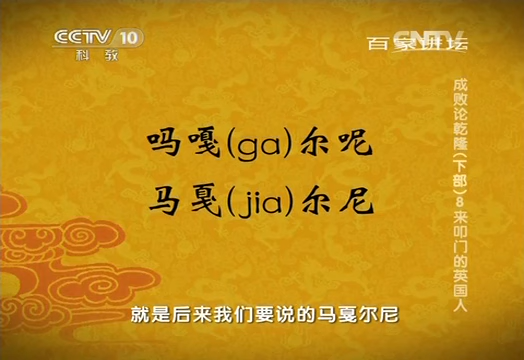 CCTV 10
科教
百家讲坛
CNTV
吗嘎(ga)尔呢
马戛(jia)尔尼
成败论乾隆(下部)8来叩门的英国人
就是后来我们要说的马戛尔尼